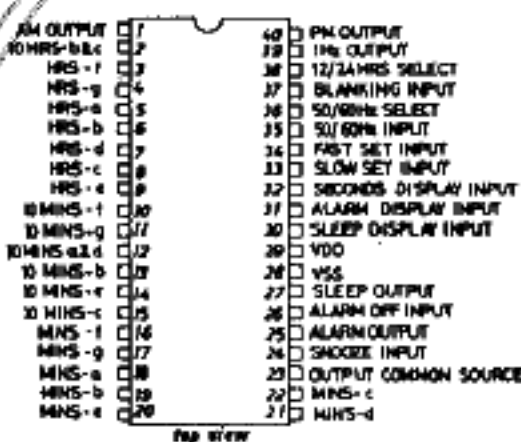 AM OUTPUT 1
10 HRS-b&c 2
HRS-f 3
HRS-g 4
HRS-a 5
HRS-b 6
HRS-d 7
HRS-c 8
HRS-e 9
10 MINS-f 10
10 MINS-g 11
10 MINS-a&d 12
10 MINS-b 13
10 MINS-e 14
10 MINS-c 15
MINS-f 16
MINS-g 17
MINS-a 18
MINS-b 19
MINS-e 20
40 PM OUTPUT
39 1Hz OUTPUT
38 12/24HRS SELECT
37 BLANKING INPUT
36 50/60Hz SELECT
35 50/60Hz INPUT
34 FAST SET INPUT
33 SLOW SET INPUT
32 SECONDS DISPLAY INPUT
31 ALARM DISPLAY INPUT
30 SLEEP DISPLAY INPUT
29 VDD
28 VSS
27 SLEEP OUTPUT
26 ALARM OFF INPUT
25 ALARM OUTPUT
24 SNOOZE INPUT
23 OUTPUT COMMON SOURCE
22 MINS-c
21 MINS-d
top view